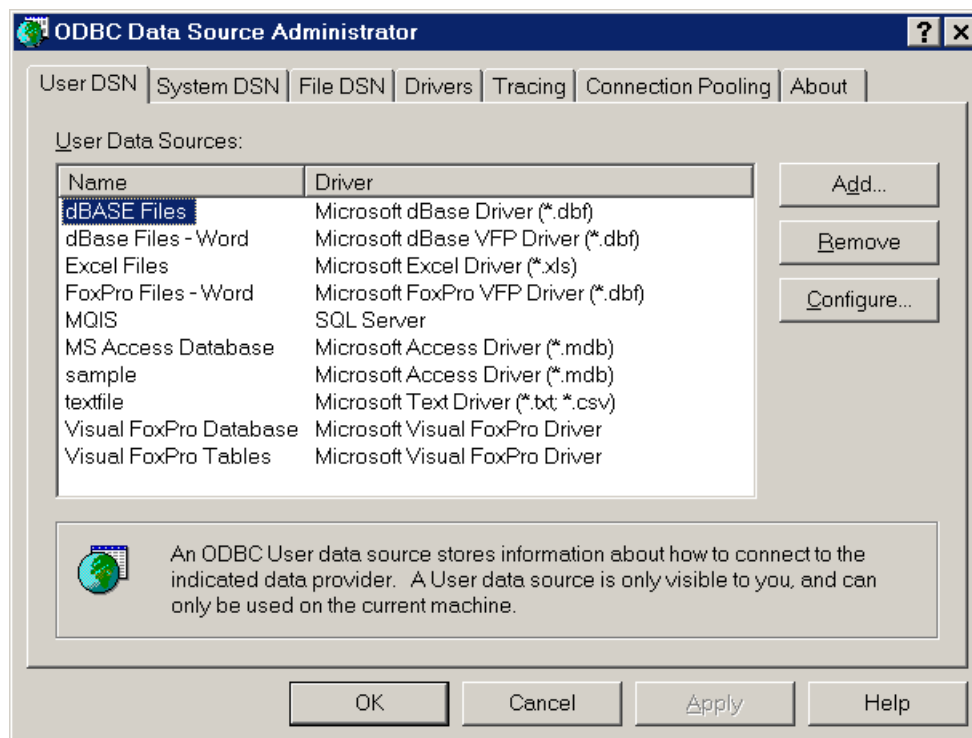 ODBC Data Source Administrator
User DSN System DSN File DSN Drivers Tracing Connection Pooling About
User Data Sources:
Name Driver
dBASE Files Microsoft dBase Driver (*.dbf)
dBase Files - Word Microsoft dBase VFP Driver (*.dbf)
Excel Files Microsoft Excel Driver (*.xls)
FoxPro Files - Word Microsoft FoxPro VFP Driver (*.dbf)
MQIS SQL Server
MS Access Database Microsoft Access Driver (*.mdb)
sample Microsoft Access Driver (*.mdb)
textfile Microsoft Text Driver (*.txt; *.csv)
Visual FoxPro Database Microsoft Visual FoxPro Driver
Visual FoxPro Tables Microsoft Visual FoxPro Driver
Add...
Remove
Configure...
An ODBC User data source stores information about how to connect to the
indicated data provider. A User data source is only visible to you, and can
only be used on the current machine.
OK Cancel Apply Help